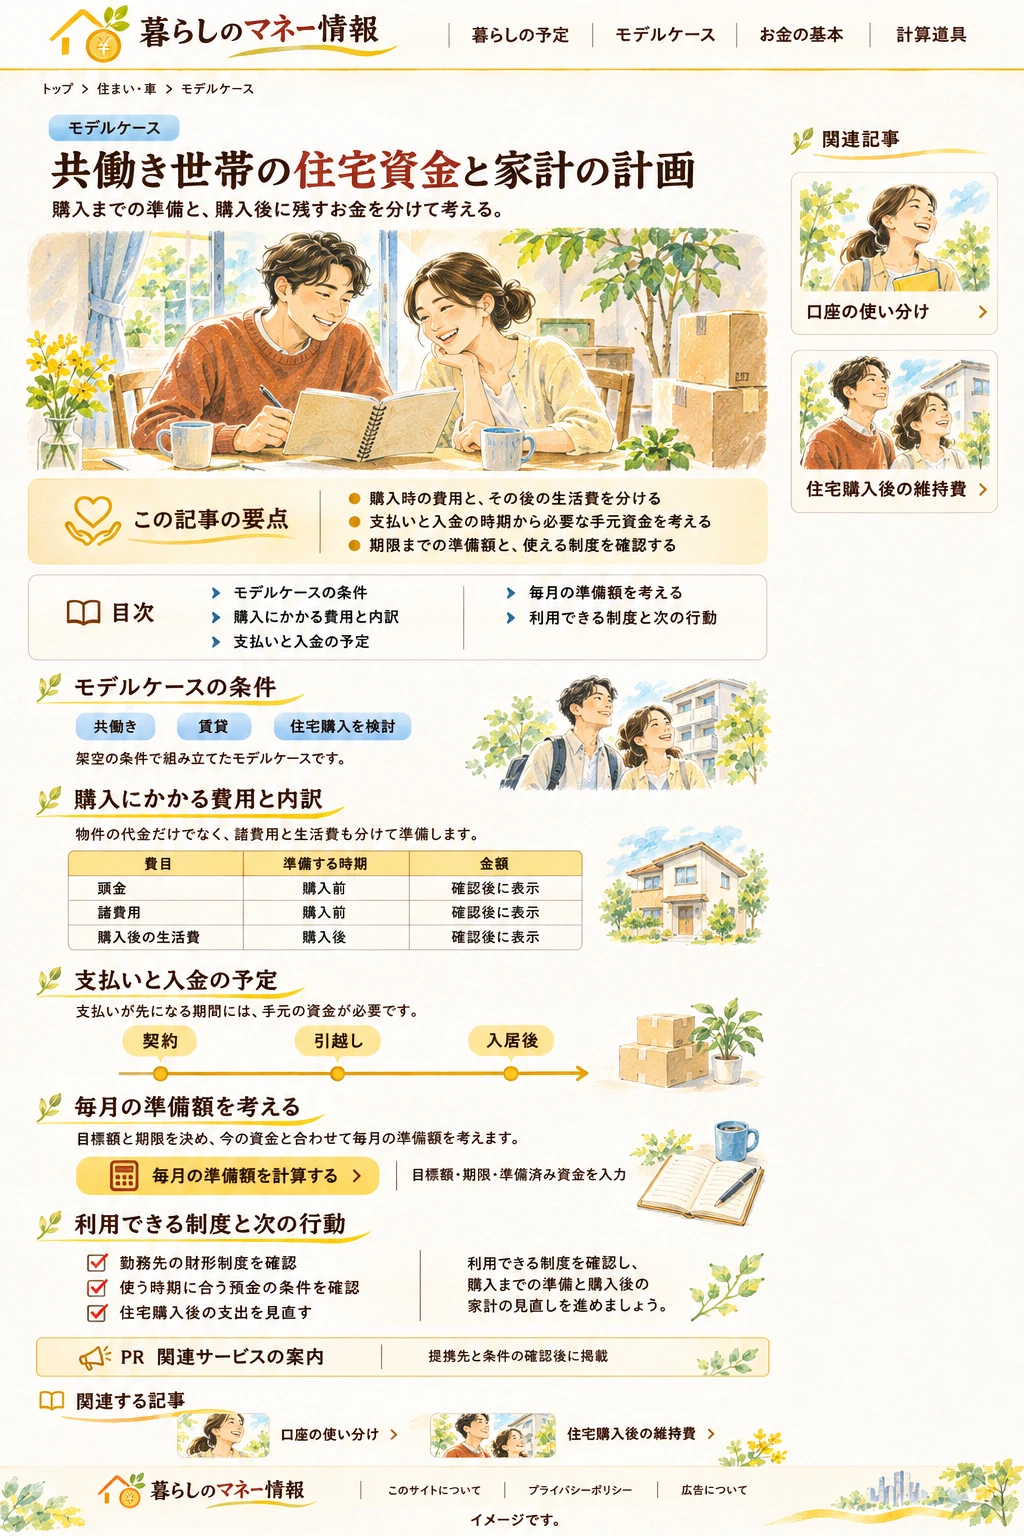 暮らしのマネー情報
暮らしの予定
モデルケース
お金の基本
計算道具
トップ > 住まい・車 > モデルケース
モデルケース
共働き世帯の住宅資金と家計の計画
購入までの準備と、購入後に残すお金を分けて考える。
この記事の要点
購入時の費用と、その後の生活費を分ける
支払いと入金の時期から必要な手元資金を考える
期限までの準備額と、使える制度を確認する
目次
モデルケースの条件
購入にかかる費用と内訳
支払いと入金の予定
毎月の準備額を考える
利用できる制度と次の行動
モデルケースの条件
共働き
賃貸
住宅購入を検討
架空の条件で組み立てたモデルケースです。
購入にかかる費用と内訳
物件の代金だけでなく、諸費用と生活費も分けて準備します。
費目 準備する時期 金額
頭金 購入前 確認後に表示
諸費用 購入前 確認後に表示
購入後の生活費 購入後 確認後に表示
支払いと入金の予定
支払いが先になる期間には、手元の資金が必要です。
契約
引越し
入居後
毎月の準備額を考える
目標額と期限を決め、今の資金と合わせて毎月の準備額を考えます。
毎月の準備額を計算する
目標額・期限・準備済み資金を入力
利用できる制度と次の行動
勤務先の財形制度を確認
使う時期に合う預金の条件を確認
住宅購入後の支出を見直す
利用できる制度を確認し、
購入までの準備と購入後の
家計の見直しを進めましょう。
PR 関連サービスの案内
提携先と条件の確認後に掲載
関連する記事
口座の使い分け
住宅購入後の維持費
関連記事
口座の使い分け
住宅購入後の維持費
暮らしのマネー情報
このサイトについて
プライバシーポリシー
広告について
イメージです。